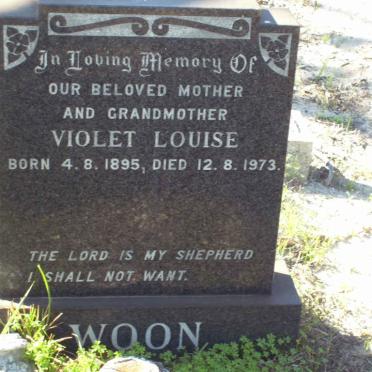 In Loving Memory Of
OUR BELOVED MOTHER
AND GRANDMOTHER
VIOLET LOUISE
BORN 4.8.1895, DIED 12.8.1973.
THE LORD IS MY SHEPHERD
I SHALL NOT WANT.
WOON